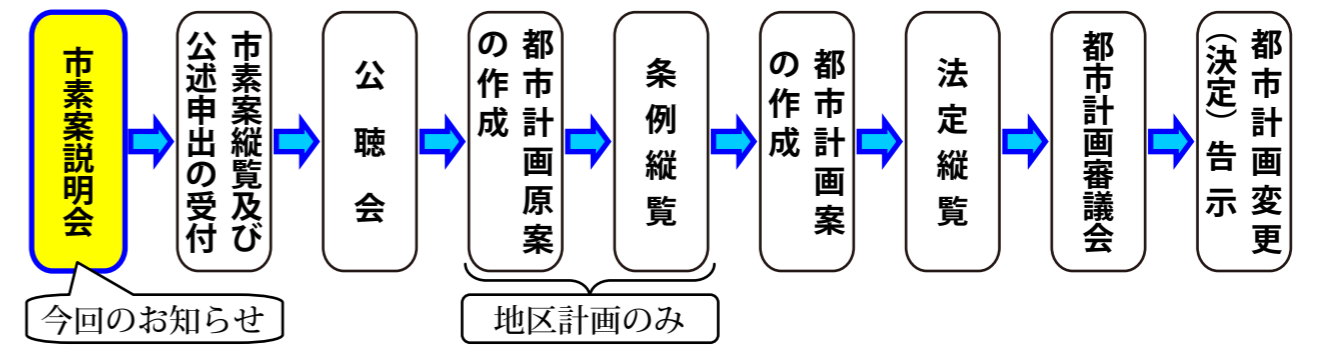 市素案説明会
市素案縦覧及び
公述申出の受付
公聴会
都市計画原案
の作成
条例縦覧
都市計画案
の作成
法定縦覧
都市計画審議会
都市計画変更
（決定）告示
今回のお知らせ
地区計画のみ